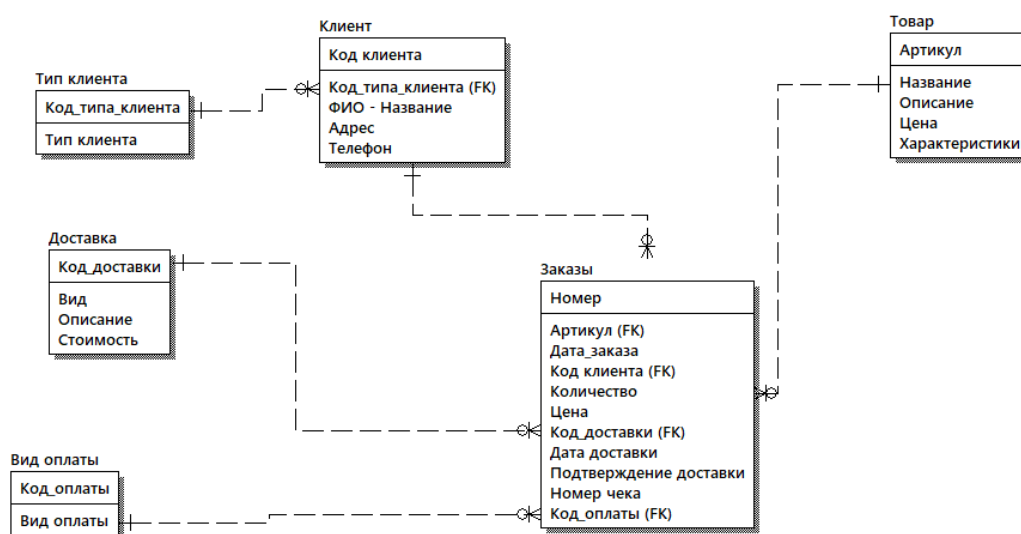 Клиент
Код клиента
Код_типа_клиента (FK)
ФИО - Название
Адрес
Телефон
Товар
Артикул
Название
Описание
Цена
Характеристики
Тип клиента
Код_типа_клиента
Тип клиента
Доставка
Код_доставки
Вид
Описание
Стоимость
Заказы
Номер
Артикул (FK)
Дата_заказа
Код клиента (FK)
Количество
Цена
Код_доставки (FK)
Дата доставки
Подтверждение доставки
Номер чека
Код_оплаты (FK)
Вид оплаты
Код_оплаты
Вид оплаты